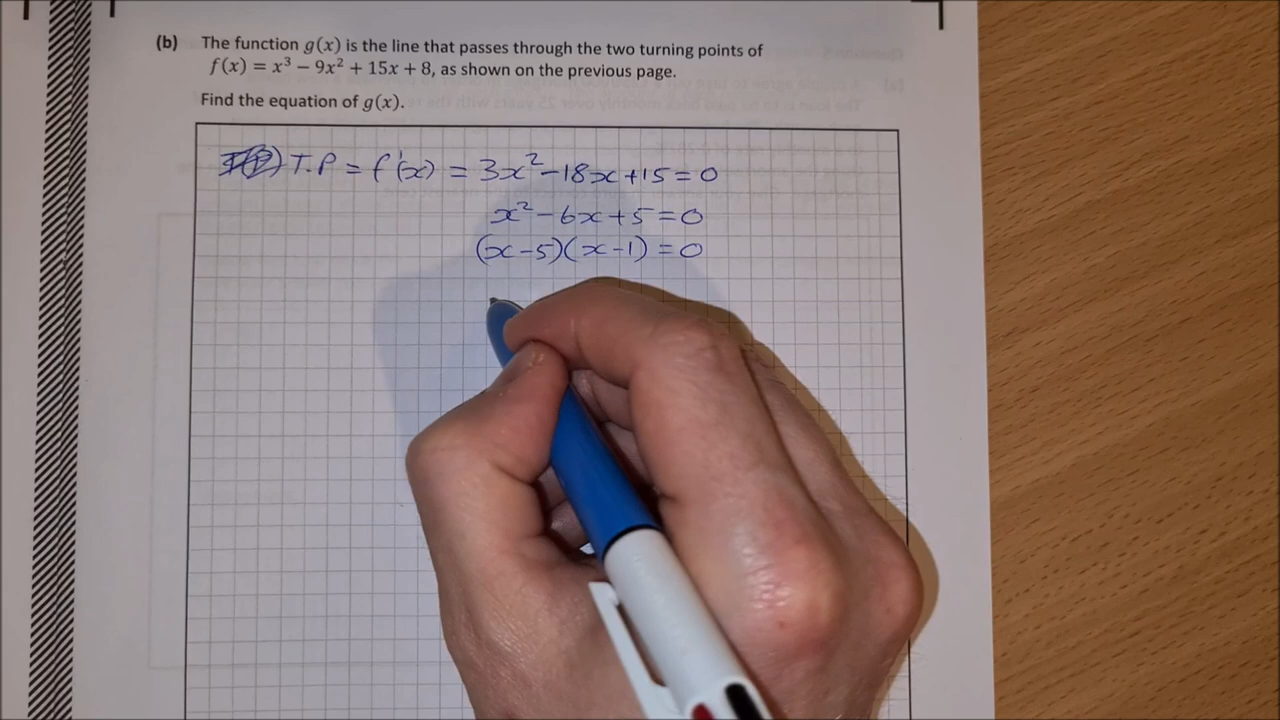 (b) The function g(x) is the line that passes through the two turning points of
f(x) = x³ − 9x² + 15x + 8, as shown on the previous page.
Find the equation of g(x).
T.P = f'(x) = 3x² − 18x + 15 = 0
x² − 6x + 5 = 0
(x − 5)(x − 1) = 0